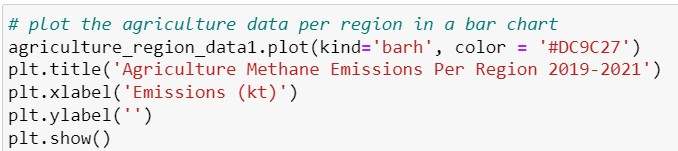 # plot the agriculture data per region in a bar chart
agriculture_region_data1.plot(kind='barh', color = '#DC9C27')
plt.title('Agriculture Methane Emissions Per Region 2019-2021')
plt.xlabel('Emissions (kt)')
plt.ylabel('')
plt.show()